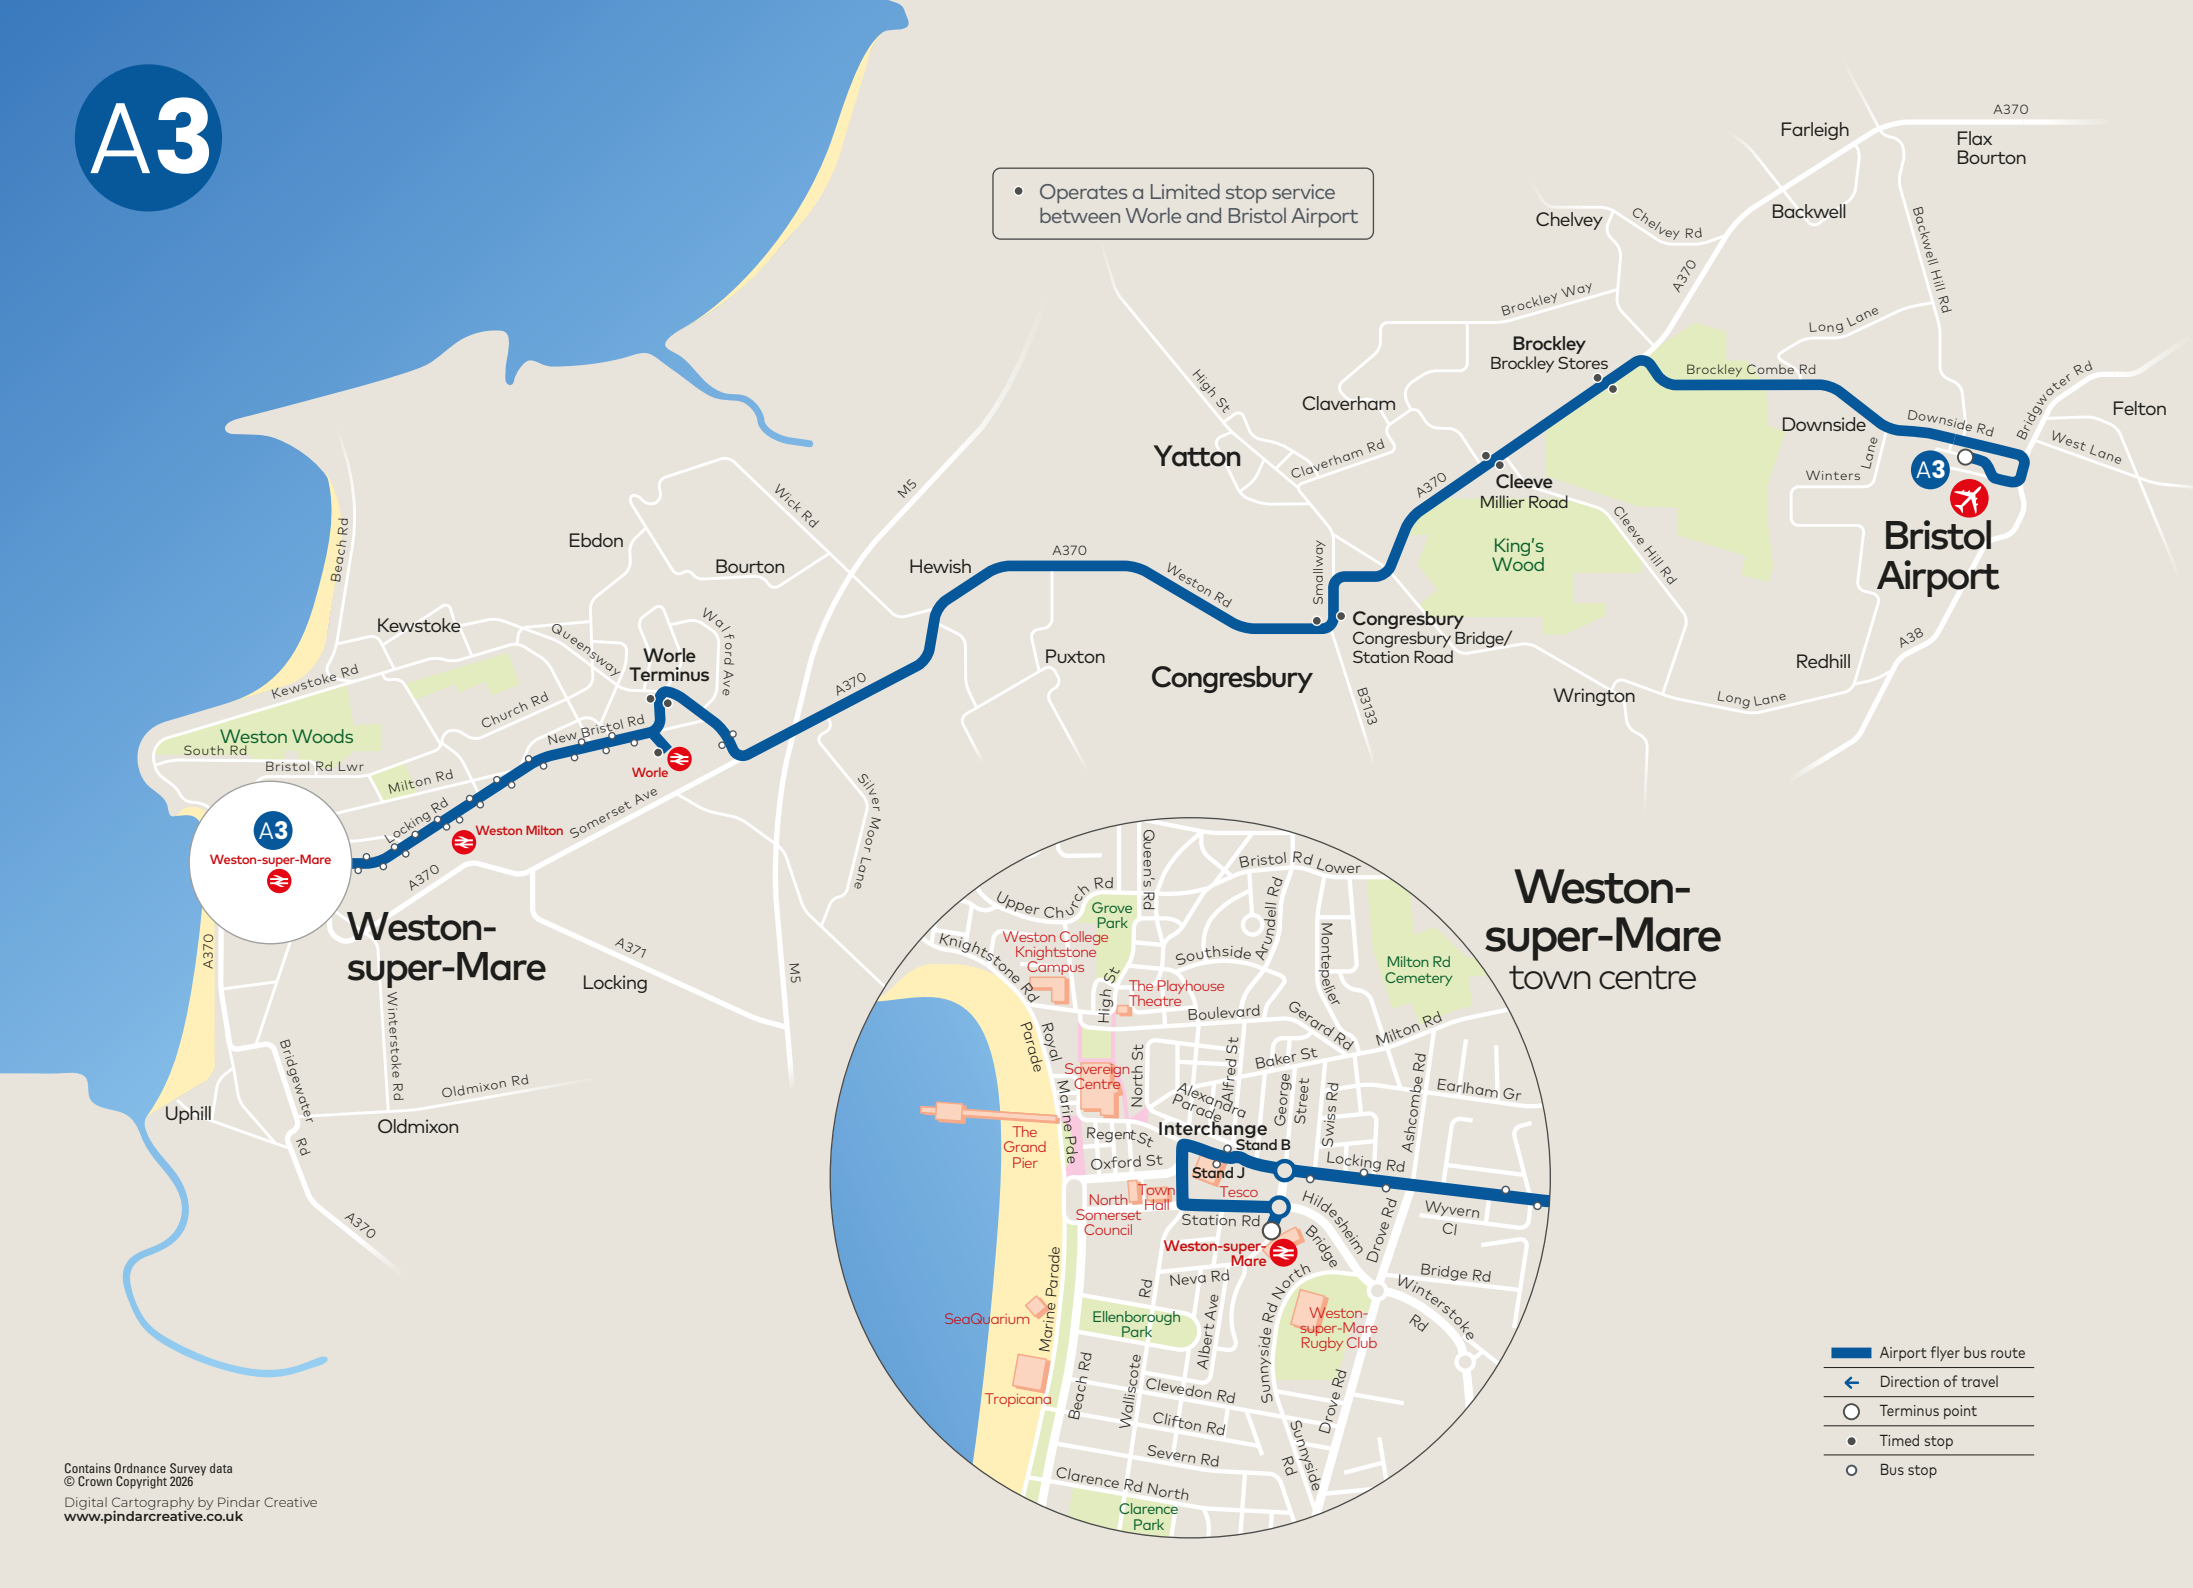 A3
Operates a Limited stop service
between Worle and Bristol Airport
A370
Farleigh
Flax
Bourton
Backwell
Chelvey
Chelvey Rd
A370
Backwell Hill Rd
Brockley Way
Long Lane
Brockley
Brockley Stores
Brockley Combe Rd
Bridgwater Rd
Felton
Downside
Downside Rd
West Lane
Winters
Lane
A3
Bristol
Airport
High St
Claverham
Yatton
Claverham Rd
A370
Cleeve
Millier Road
King's
Wood
Cleeve Hill Rd
Smallway
Congresbury
Congresbury Bridge/
Station Road
Congresbury
B3133
Wrington
Long Lane
Redhill
A38
M5
Wick Rd
Ebdon
Bourton
Hewish
A370
Weston Rd
Puxton
Beach Rd
Kewstoke
Queensway
Walford Ave
Worle
Terminus
A370
Kewstoke Rd
Church Rd
New Bristol Rd
Weston Woods
South Rd
Bristol Rd Lwr
Milton Rd
Worle
Somerset Ave
Locking Rd
Weston Milton
Silver Moor Lane
A3
Weston-super-Mare
A370
Weston-
super-Mare
A370
A371
Locking
M5
Winterstoke Rd
Bridgewater
Rd
Oldmixon Rd
Uphill
Oldmixon
A370
Weston-
super-Mare
town centre
Queen's Rd
Bristol Rd Lower
Upper Church Rd
Grove
Park
Arundell Rd
Knightstone Rd
Weston College
Knightstone
Campus
Southside
Montepelier
Milton Rd
Cemetery
High St
The Playhouse
Theatre
Boulevard
Gerard Rd
Milton Rd
Royal
Parade
North St
Alfred St
Baker St
Sovereign
Centre
Marine Pde
Alexandra
Parade
George
Street
Swiss Rd
Ashcombe Rd
Earlham Gr
The
Grand
Pier
Regent St
Interchange
Stand B
Oxford St
Stand J
Locking Rd
Town
Hall
Tesco
North
Somerset
Council
Station Rd
Hildesheim
Bridge
Drove Rd
Wyvern
Cl
Weston-super-
Mare
Marine Parade
Rd
Walliscote
Neva Rd
Sunnyside Rd North
Bridge Rd
Winterstoke
Rd
SeaQuarium
Ellenborough
Park
Albert Ave
Weston-
super-Mare
Rugby Club
Tropicana
Beach Rd
Clevedon Rd
Drove Rd
Clifton Rd
Sunnyside
Rd
Severn Rd
Clarence Rd North
Clarence
Park
Airport flyer bus route
Direction of travel
Terminus point
Timed stop
Bus stop
Contains Ordnance Survey data
© Crown Copyright 2026
Digital Cartography by Pindar Creative
www.pindarcreative.co.uk